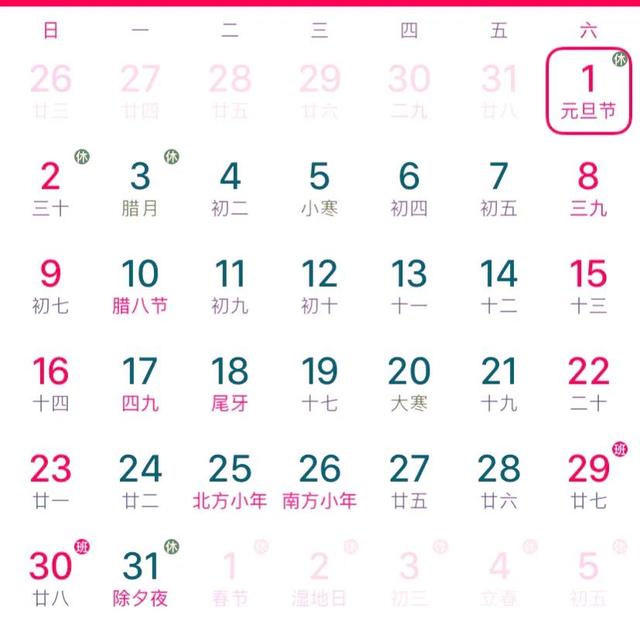 日 一 二 三 四 五 六
休
26 27 28 29 30 31 1
廿三 廿四 廿五 廿六 二九 廿八 元旦节
休 休
2 3 4 5 6 7 8
三十 腊月 初二 小寒 初四 初五 三九
9 10 11 12 13 14 15
初七 腊八节 初九 初十 十一 十二 十三
16 17 18 19 20 21 22
十四 四九 尾牙 十七 大寒 十九 二十
班
23 24 25 26 27 28 29
廿一 廿二 北方小年 南方小年 廿五 廿六 廿七
班 休 休 休 休 休 休
30 31 1 2 3 4 5
廿八 除夕夜 春节 湿地日 初三 立春 初五